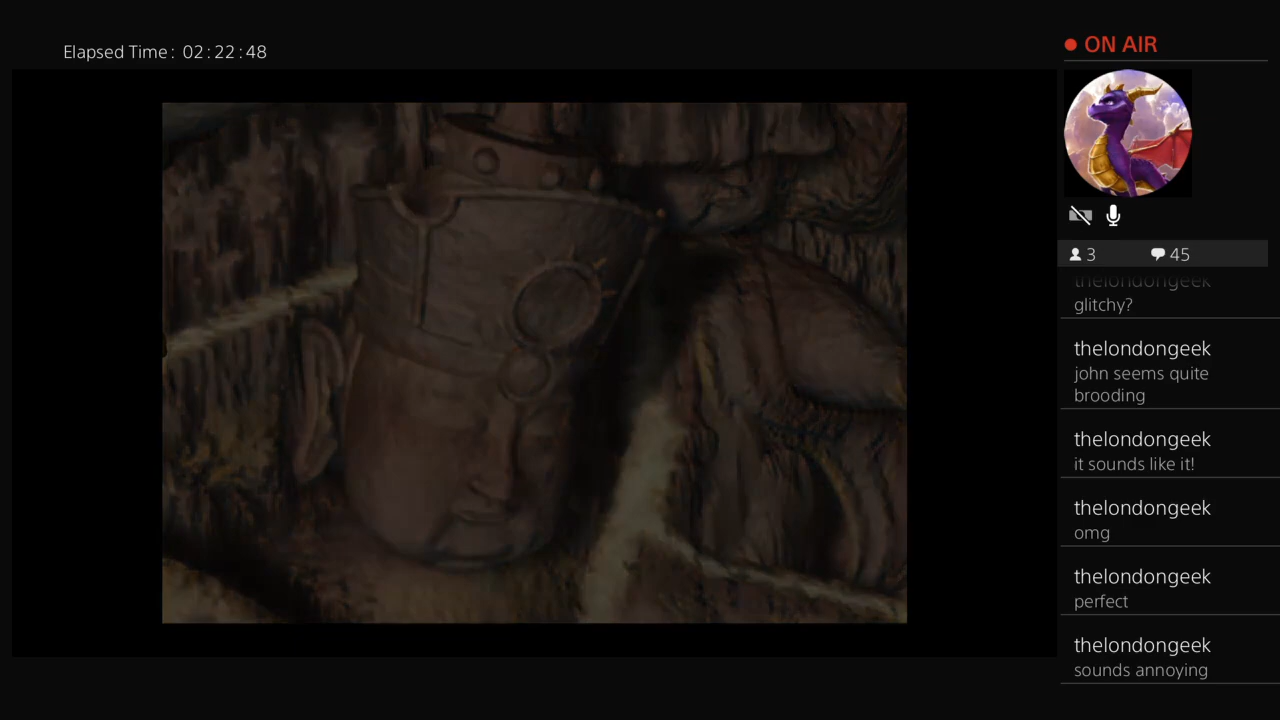 Elapsed Time: 02:22:48
ON AIR
3 45
thelondongeek
glitchy?
thelondongeek
john seems quite
brooding
thelondongeek
it sounds like it!
thelondongeek
omg
thelondongeek
perfect
thelondongeek
sounds annoying